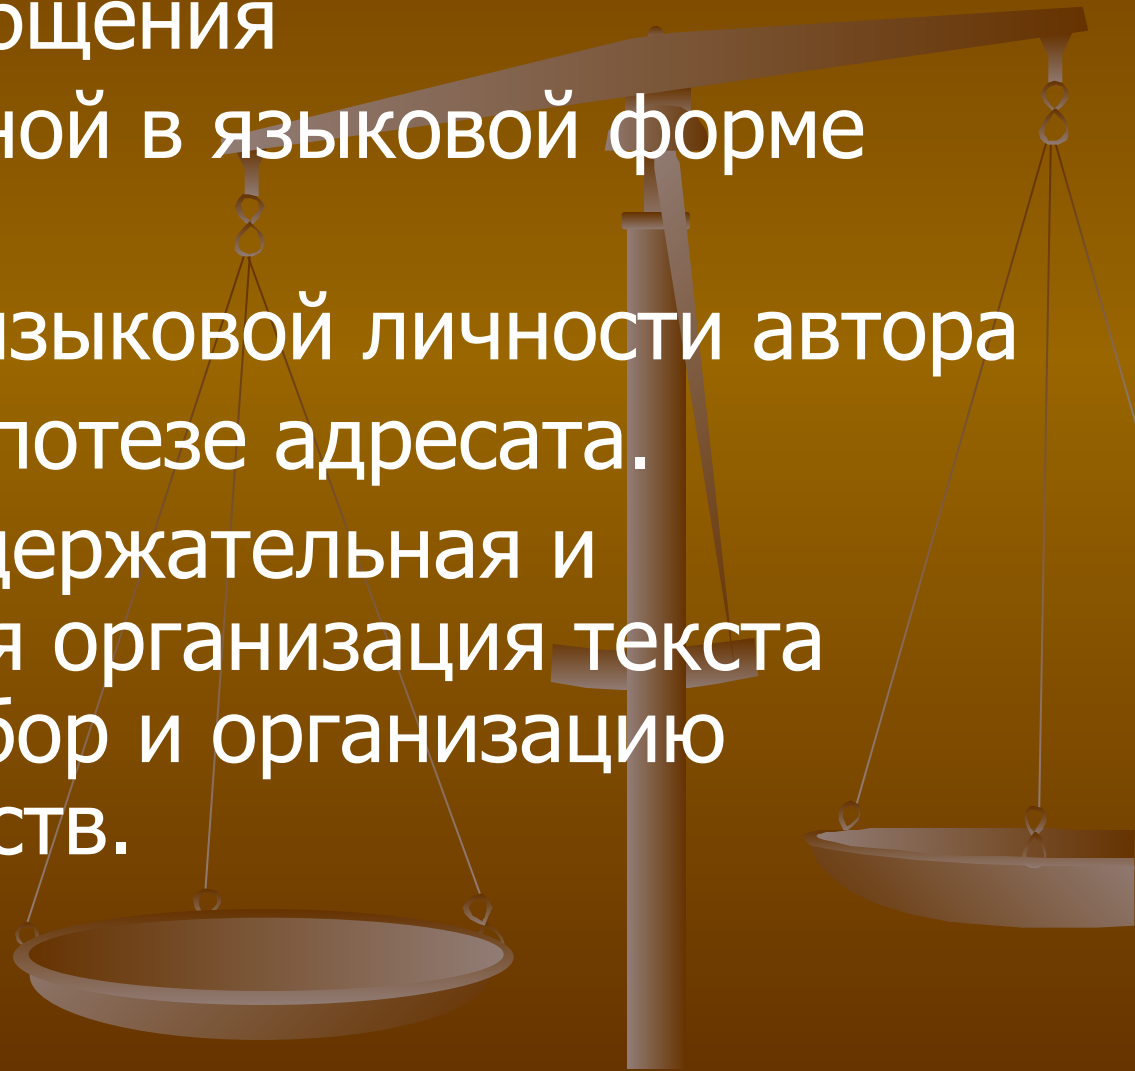 ощения
ной в языковой форме
языковой личности автора
потезе адресата.
держательная и
я организация текста
бор и организацию
ств.